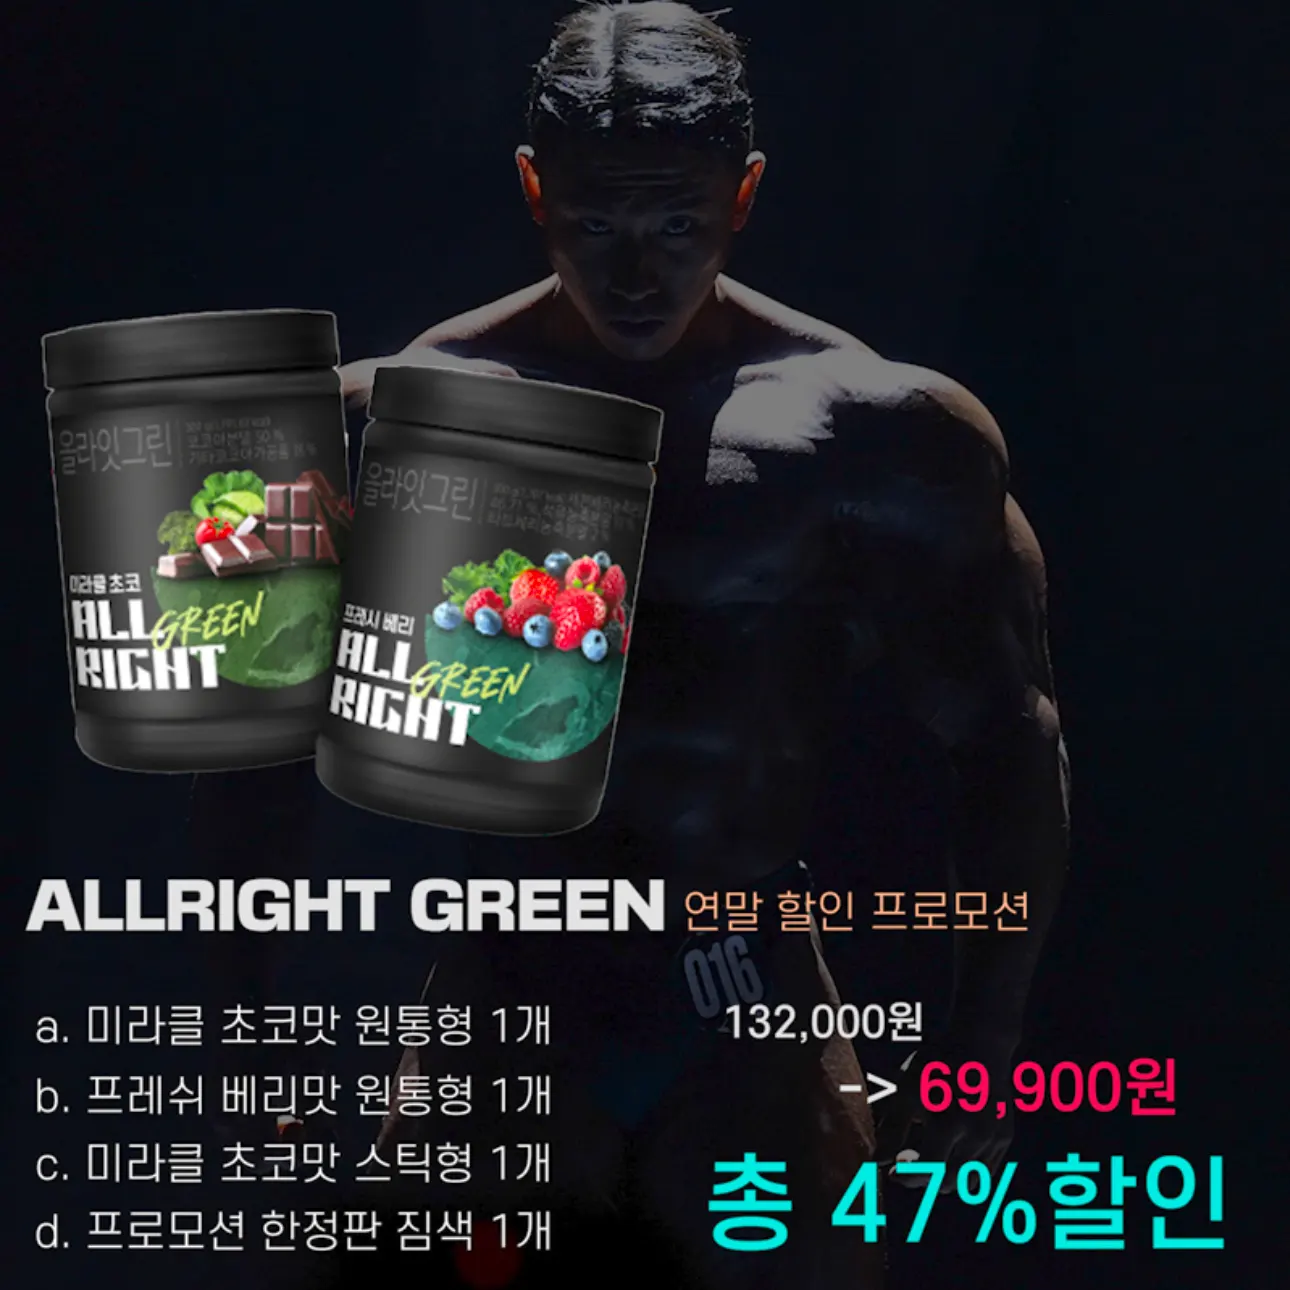 올라잇그린
올라잇그린
미라클 초코
ALL GREEN
RIGHT
프레시 베리
ALL GREEN
RIGHT
ALLRIGHT GREEN 연말 할인 프로모션
016
a. 미라클 초코맛 원통형 1개
b. 프레쉬 베리맛 원통형 1개
c. 미라클 초코맛 스틱형 1개
d. 프로모션 한정판 짐색 1개
132,000원
-> 69,900원
총 47%할인